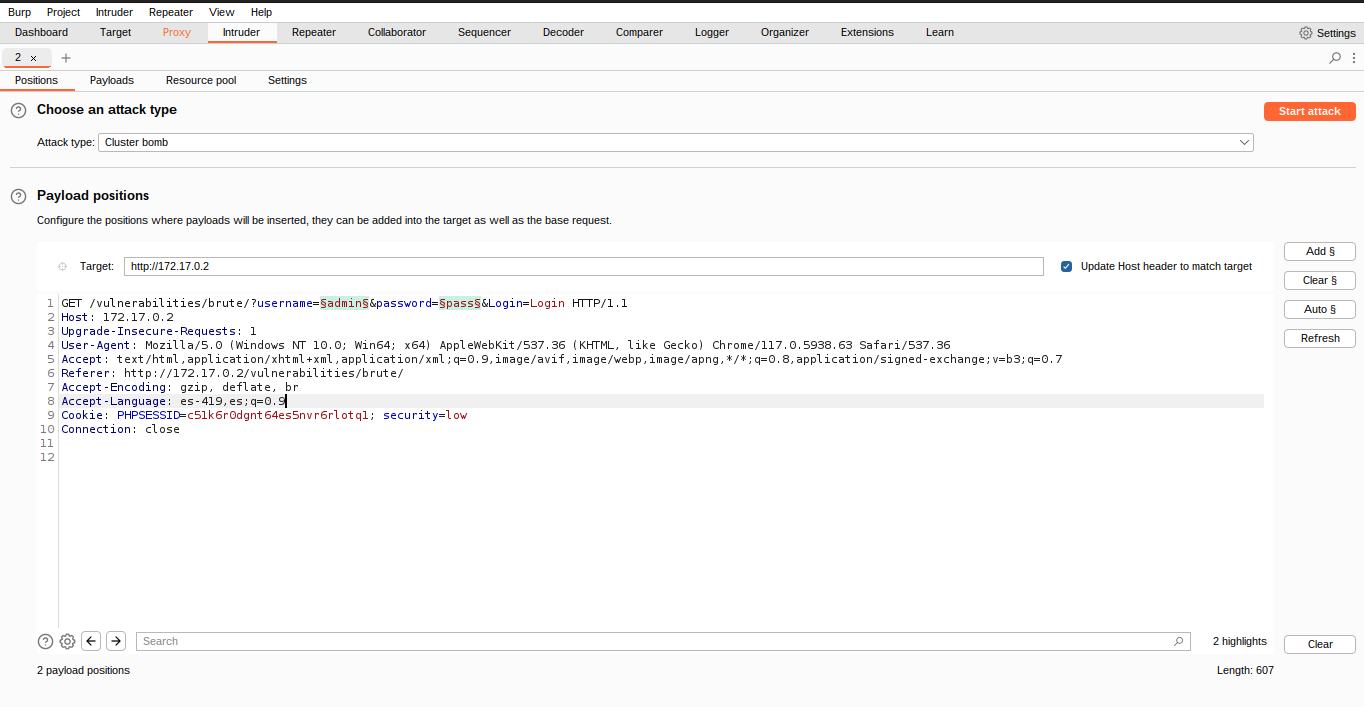 Burp Project Intruder Repeater View Help
Dashboard Target Proxy Intruder Repeater Collaborator Sequencer Decoder Comparer Logger Organizer Extensions Learn Settings
2 × +
Positions Payloads Resource pool Settings
? Choose an attack type Start attack
Attack type: Cluster bomb
? Payload positions
Configure the positions where payloads will be inserted, they can be added into the target as well as the base request.
Add §
Target: http://172.17.0.2 Update Host header to match target
Clear §
Auto §
Refresh
1 GET /vulnerabilities/brute/?username=§admin§&password=§pass§&Login=Login HTTP/1.1
2 Host: 172.17.0.2
3 Upgrade-Insecure-Requests: 1
4 User-Agent: Mozilla/5.0 (Windows NT 10.0; Win64; x64) AppleWebKit/537.36 (KHTML, like Gecko) Chrome/117.0.5938.63 Safari/537.36
5 Accept: text/html,application/xhtml+xml,application/xml;q=0.9,image/avif,image/webp,image/apng,*/*;q=0.8,application/signed-exchange;v=b3;q=0.7
6 Referer: http://172.17.0.2/vulnerabilities/brute/
7 Accept-Encoding: gzip, deflate, br
8 Accept-Language: es-419,es;q=0.9
9 Cookie: PHPSESSID=c51k6r0dgnt64es5nvr6rlotq1; security=low
10 Connection: close
11
12
? Search 2 highlights Clear
2 payload positions Length: 607